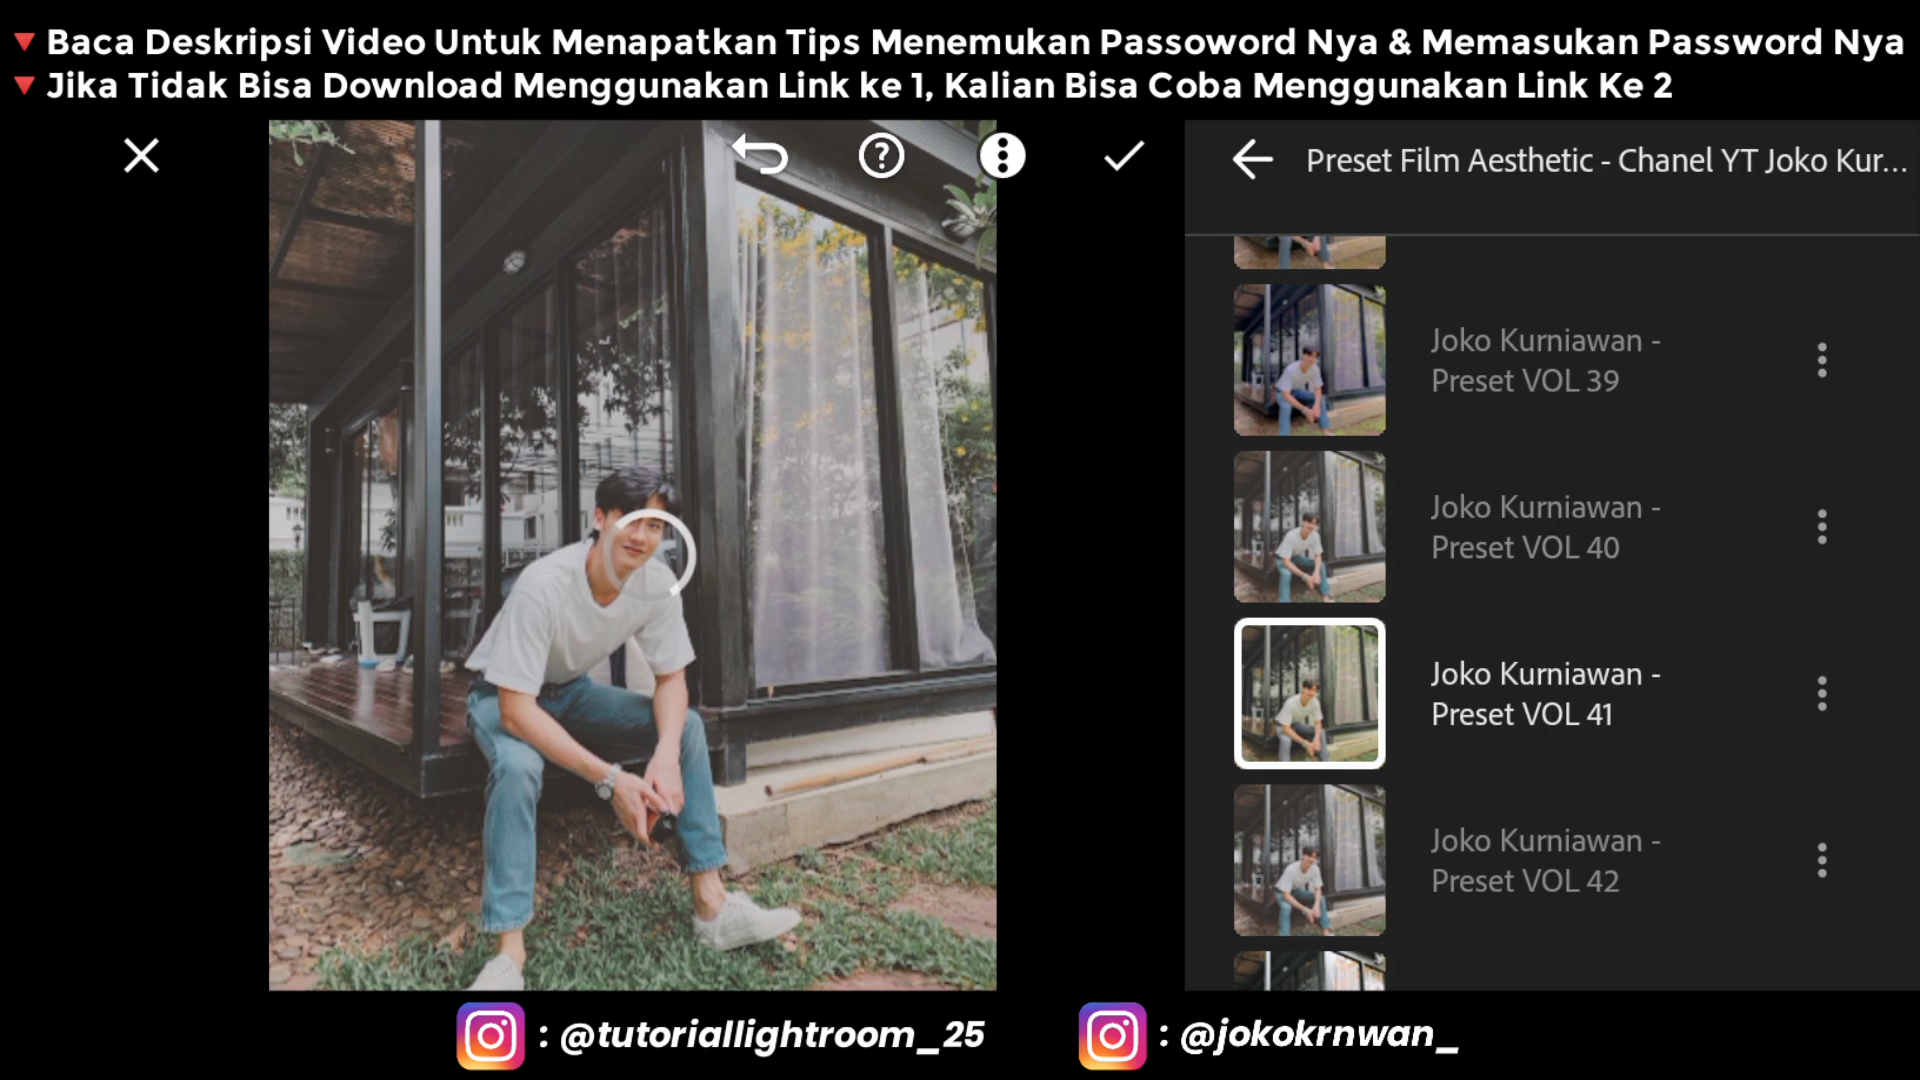 Baca Deskripsi Video Untuk Menapatkan Tips Menemukan Passoword Nya & Memasukan Password Nya
Jika Tidak Bisa Download Menggunakan Link ke 1, Kalian Bisa Coba Menggunakan Link Ke 2
Preset Film Aesthetic - Chanel YT Joko Kur...
Joko Kurniawan -
Preset VOL 39
Joko Kurniawan -
Preset VOL 40
Joko Kurniawan -
Preset VOL 41
Joko Kurniawan -
Preset VOL 42
: @tutoriallightroom_25
: @jokokrnwan_